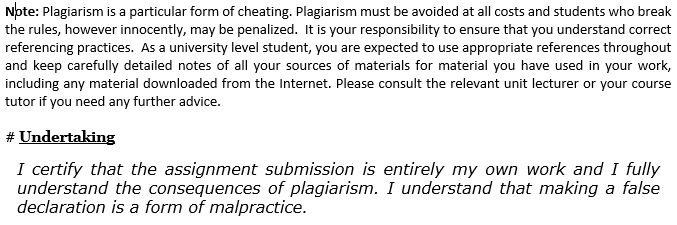 Note: Plagiarism is a particular form of cheating. Plagiarism must be avoided at all costs and students who break
the rules, however innocently, may be penalized. It is your responsibility to ensure that you understand correct
referencing practices. As a university level student, you are expected to use appropriate references throughout
and keep carefully detailed notes of all your sources of materials for material you have used in your work,
including any material downloaded from the Internet. Please consult the relevant unit lecturer or your course
tutor if you need any further advice.
# Undertaking
I certify that the assignment submission is entirely my own work and I fully
understand the consequences of plagiarism. I understand that making a false
declaration is a form of malpractice.